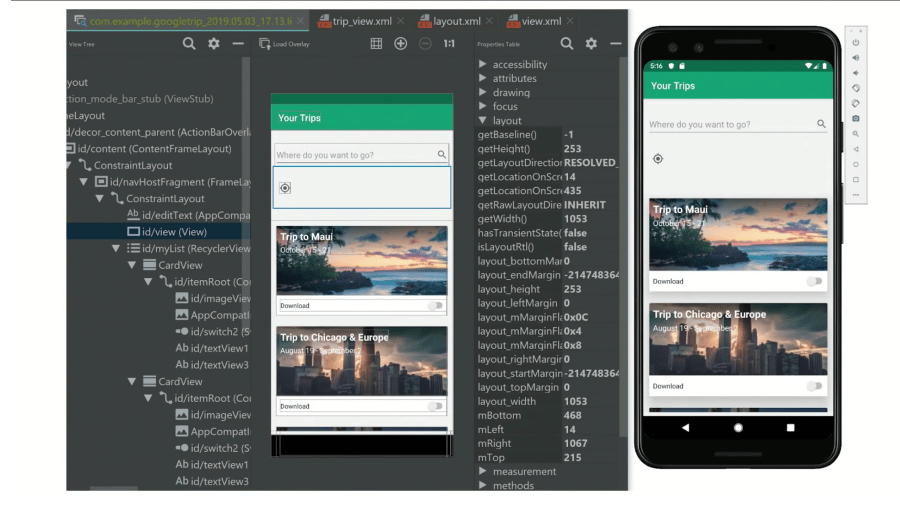 com.example.googletrip_2019.05.03_17.13.li
trip_view.xml
layout.xml
view.xml
View Tree
Load Overlay
1:1
Properties Table
yout
ction_mode_bar_stub (ViewStub)
neLayout
d/decor_content_parent (ActionBarOverla
id/content (ContentFrameLayout)
ConstraintLayout
id/navHostFragment (FrameLay
ConstraintLayout
Ab id/editText (AppCompa
id/view (View)
id/myList (RecyclerView
CardView
id/itemRoot (Con
id/imageView
AppCompatI
id/switch2 (S
Ab id/textView1
Ab id/textView3
CardView
id/itemRoot (Con
id/imageView
AppCompatI
id/switch2 (S
Ab id/textView1
Ab id/textView3
Your Trips
Where do you want to go?
Trip to Maui
October 15 - 21
Download
Trip to Chicago & Europe
August 19 - September 2
Download
accessibility
attributes
drawing
focus
layout
getBaseline() -1
getHeight() 253
getLayoutDirection RESOLVED_
getLocationOnScre 14
getLocationOnScre 435
getRawLayoutDire INHERIT
getWidth() 1053
hasTransientState( false
isLayoutRtl() false
layout_bottomMar 0
layout_endMargin -214748364
layout_height 253
layout_leftMargin 0
layout_mMarginFla 0x0C
layout_mMarginFla 0x4
layout_mMarginFla 0x8
layout_rightMargin 0
layout_startMargin -214748364
layout_topMargin 0
layout_width 1053
mBottom 468
mLeft 14
mRight 1067
mTop 215
measurement
methods
5:16
Your Trips
Where do you want to go?
Trip to Maui
October 15 - 21
Download
Trip to Chicago & Europe
August 19 - September 2
Download